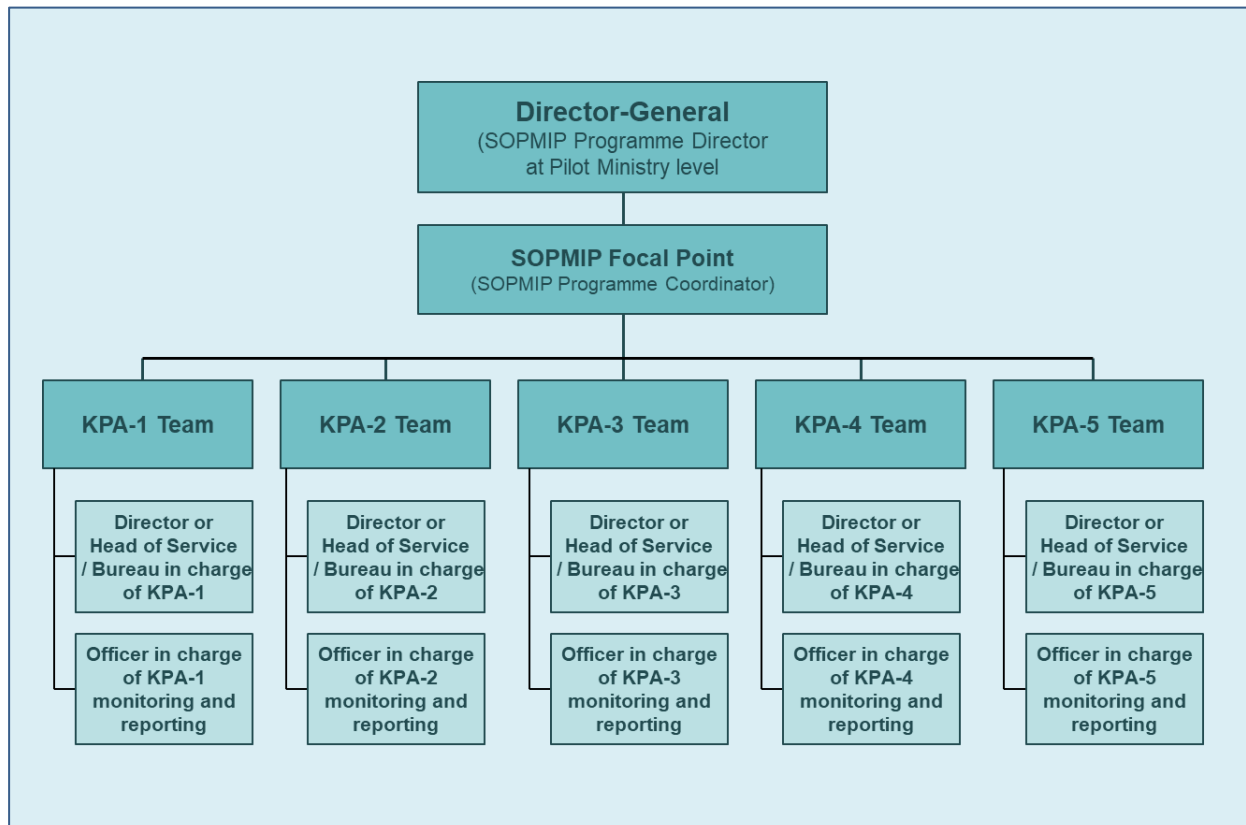 Director-General
(SOPMIP Programme Director
at Pilot Ministry level
SOPMIP Focal Point
(SOPMIP Programme Coordinator)
KPA-1 Team
KPA-2 Team
KPA-3 Team
KPA-4 Team
KPA-5 Team
Director or
Head of Service
/ Bureau in charge
of KPA-1
Director or
Head of Service
/ Bureau in charge
of KPA-2
Director or
Head of Service
/ Bureau in charge
of KPA-3
Director or
Head of Service
/ Bureau in charge
of KPA-4
Director or
Head of Service
/ Bureau in charge
of KPA-5
Officer in charge
of KPA-1
monitoring and
reporting
Officer in charge
of KPA-2
monitoring and
reporting
Officer in charge
of KPA-3
monitoring and
reporting
Officer in charge
of KPA-4
monitoring and
reporting
Officer in charge
of KPA-5
monitoring and
reporting